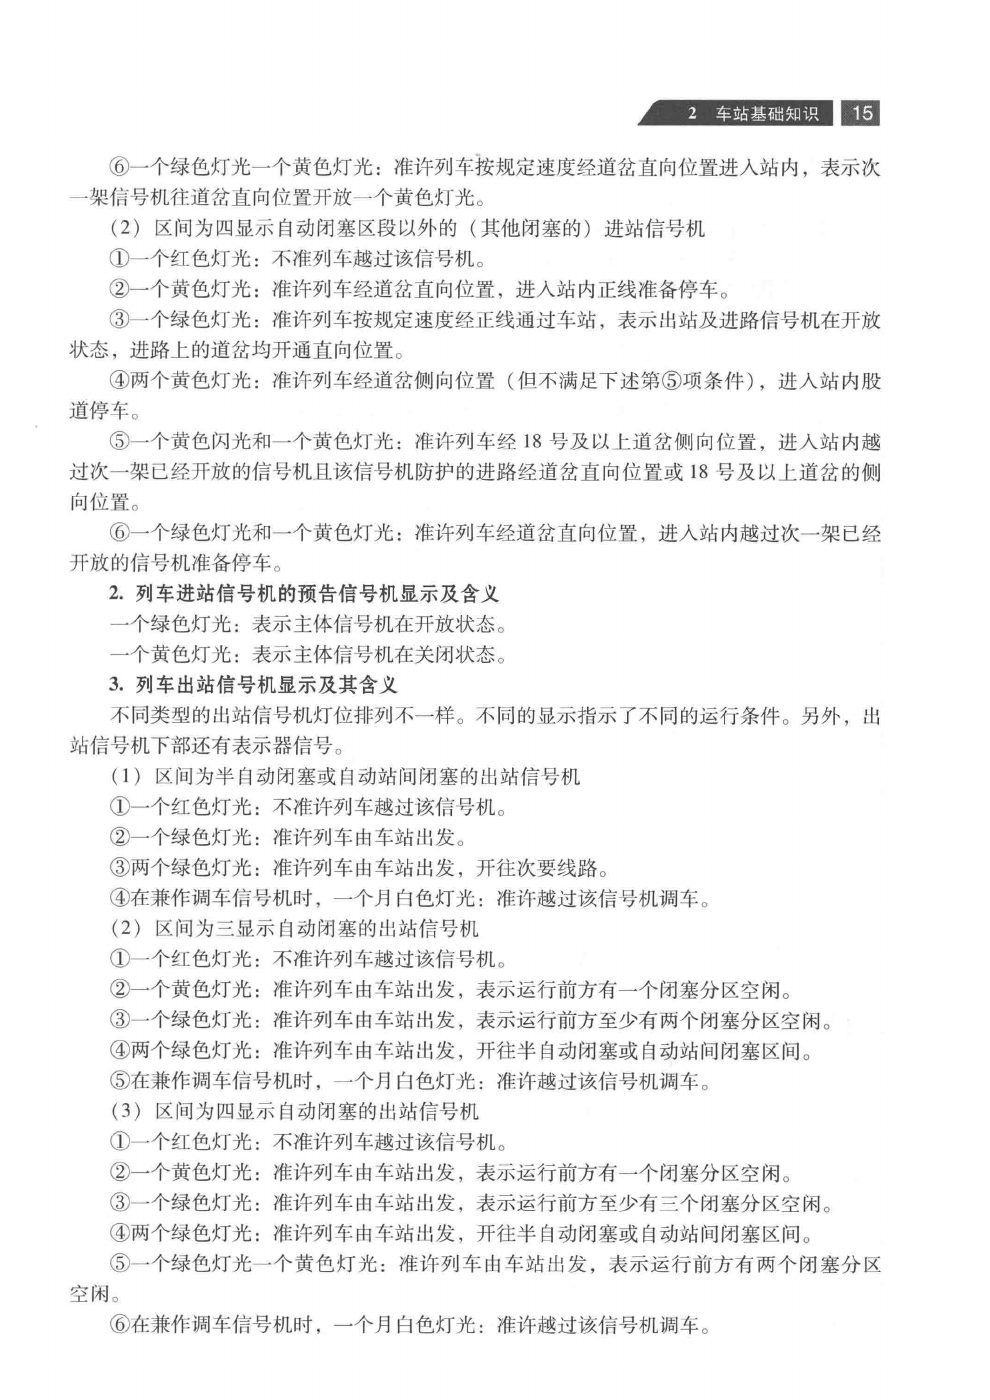 2 车站基础知识 15
⑥一个绿色灯光一个黄色灯光：准许列车按规定速度经道岔直向位置进入站内，表示次
一架信号机往道岔直向位置开放一个黄色灯光。
（2）区间为四显示自动闭塞区段以外的（其他闭塞的）进站信号机
①一个红色灯光：不准列车越过该信号机。
②一个黄色灯光：准许列车经道岔直向位置，进入站内正线准备停车。
③一个绿色灯光：准许列车按规定速度经正线通过车站，表示出站及进路信号机在开放
状态，进路上的道岔均开通直向位置。
④两个黄色灯光：准许列车经道岔侧向位置（但不满足下述第⑤项条件），进入站内股
道停车。
⑤一个黄色闪光和一个黄色灯光：准许列车经 18 号及以上道岔侧向位置，进入站内越
过次一架已经开放的信号机且该信号机防护的进路经道岔直向位置或 18 号及以上道岔的侧
向位置。
⑥一个绿色灯光和一个黄色灯光：准许列车经道岔直向位置，进入站内越过次一架已经
开放的信号机准备停车。
2. 列车进站信号机的预告信号机显示及含义
一个绿色灯光：表示主体信号机在开放状态。
一个黄色灯光：表示主体信号机在关闭状态。
3. 列车出站信号机显示及其含义
不同类型的出站信号机灯位排列不一样。不同的显示指示了不同的运行条件。另外，出
站信号机下部还有表示器信号。
（1）区间为半自动闭塞或自动站间闭塞的出站信号机
①一个红色灯光：不准许列车越过该信号机。
②一个绿色灯光：准许列车由车站出发。
③两个绿色灯光：准许列车由车站出发，开往次要线路。
④在兼作调车信号机时，一个月白色灯光：准许越过该信号机调车。
（2）区间为三显示自动闭塞的出站信号机
①一个红色灯光：不准许列车越过该信号机。
②一个黄色灯光：准许列车由车站出发，表示运行前方有一个闭塞分区空闲。
③一个绿色灯光：准许列车由车站出发，表示运行前方至少有两个闭塞分区空闲。
④两个绿色灯光：准许列车由车站出发，开往半自动闭塞或自动站间闭塞区间。
⑤在兼作调车信号机时，一个月白色灯光：准许越过该信号机调车。
（3）区间为四显示自动闭塞的出站信号机
①一个红色灯光：不准许列车越过该信号机。
②一个黄色灯光：准许列车由车站出发，表示运行前方有一个闭塞分区空闲。
③一个绿色灯光：准许列车由车站出发，表示运行前方至少有三个闭塞分区空闲。
④两个绿色灯光：准许列车由车站出发，开往半自动闭塞或自动站间闭塞区间。
⑤一个绿色灯光一个黄色灯光：准许列车由车站出发，表示运行前方有两个闭塞分区
空闲。
⑥在兼作调车信号机时，一个月白色灯光：准许越过该信号机调车。